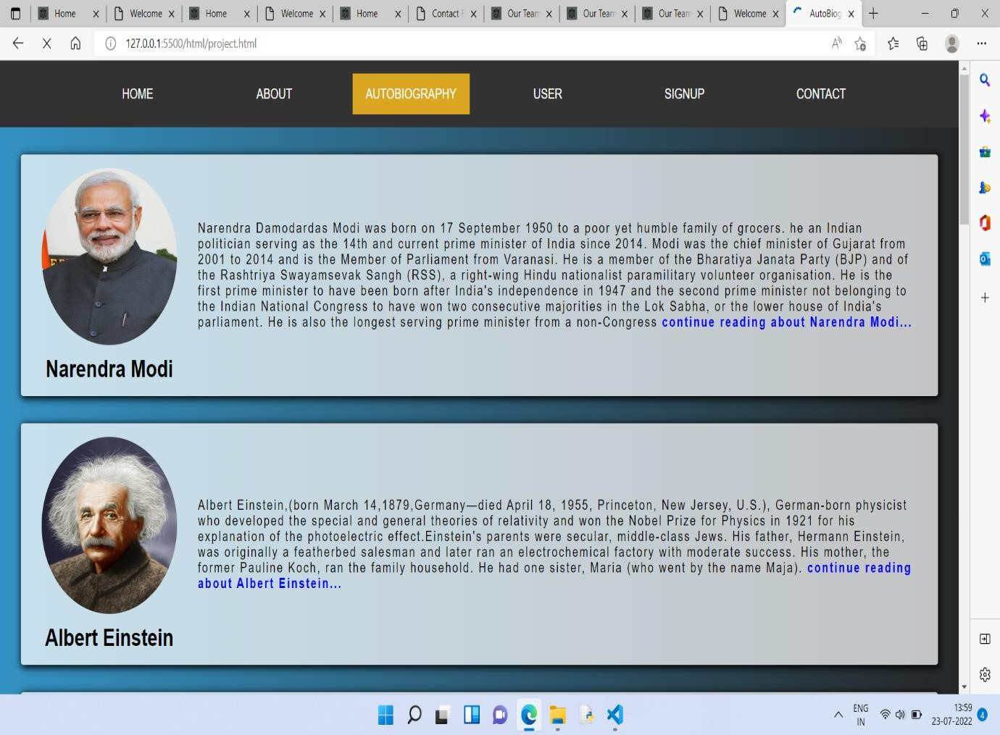 Home
Welcome
Home
Welcome
Home
Contact F
Our Team
Our Team
Our Team
Welcome
AutoBiog
127.0.0.1:5500/html/project.html
HOME ABOUT AUTOBIOGRAPHY USER SIGNUP CONTACT
Narendra Damodardas Modi was born on 17 September 1950 to a poor yet humble family of grocers. he an Indian
politician serving as the 14th and current prime minister of India since 2014. Modi was the chief minister of Gujarat from
2001 to 2014 and is the Member of Parliament from Varanasi. He is a member of the Bharatiya Janata Party (BJP) and of
the Rashtriya Swayamsevak Sangh (RSS), a right-wing Hindu nationalist paramilitary volunteer organisation. He is the
first prime minister to have been born after India's independence in 1947 and the second prime minister not belonging to
the Indian National Congress to have won two consecutive majorities in the Lok Sabha, or the lower house of India's
parliament. He is also the longest serving prime minister from a non-Congress continue reading about Narendra Modi...
Narendra Modi
Albert Einstein,(born March 14,1879,Germany—died April 18, 1955, Princeton, New Jersey, U.S.), German-born physicist
who developed the special and general theories of relativity and won the Nobel Prize for Physics in 1921 for his
explanation of the photoelectric effect.Einstein's parents were secular, middle-class Jews. His father, Hermann Einstein,
was originally a featherbed salesman and later ran an electrochemical factory with moderate success. His mother, the
former Pauline Koch, ran the family household. He had one sister, Maria (who went by the name Maja). continue reading
about Albert Einstein...
Albert Einstein
ENG
IN
13:59
23-07-2022
4